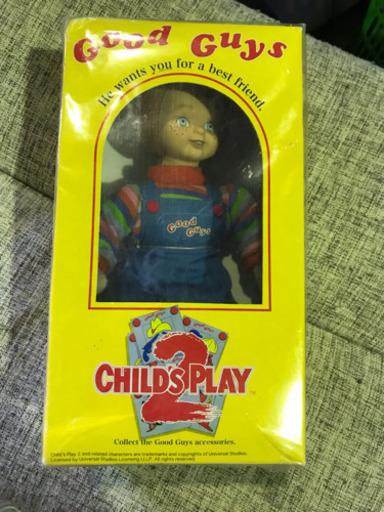 Good Guys
He wants you for a best friend.
Good
Guys
2
CHILD'S PLAY
TM
Collect the Good Guys accessories.
Child's Play 2 and related characters are trademarks and copyrights of Universal Studios.
Licensed by Universal Studios Licensing LLLP. All rights reserved.